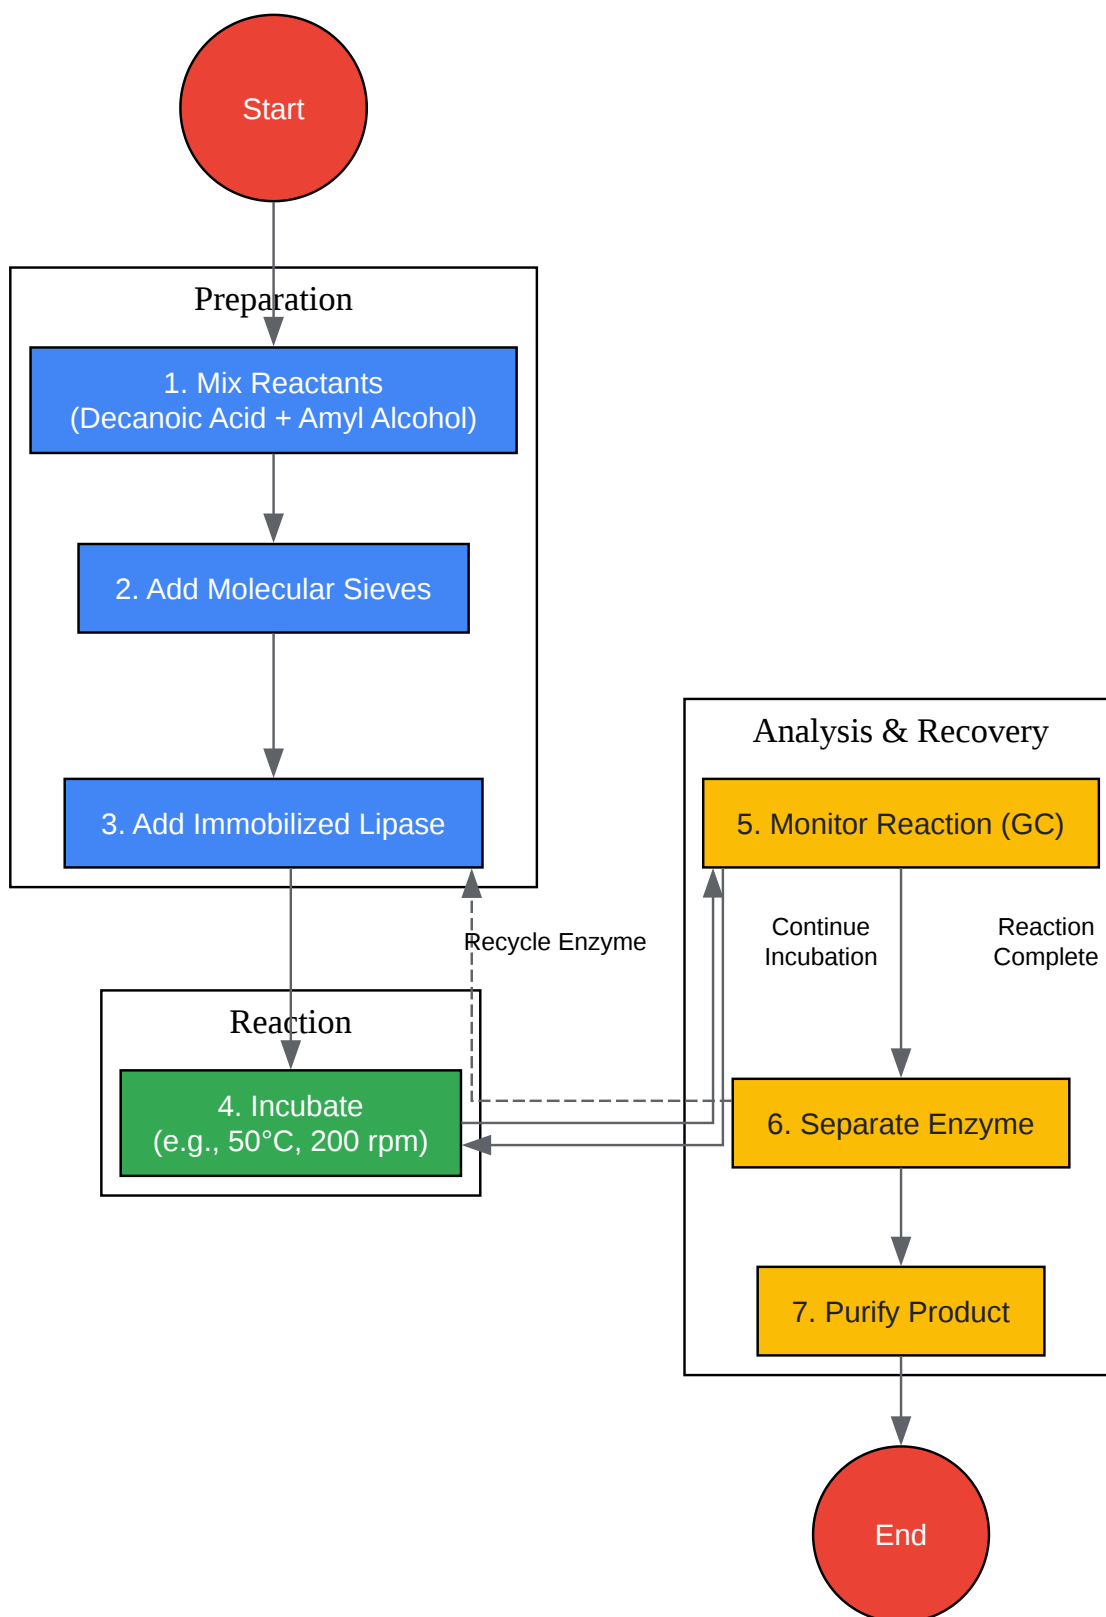 Start
Preparation
1. Mix Reactants
(Decanoic Acid + Amyl Alcohol)
2. Add Molecular Sieves
3. Add Immobilized Lipase
Recycle Enzyme
Reaction
4. Incubate
(e.g., 50°C, 200 rpm)
Analysis & Recovery
5. Monitor Reaction (GC)
Continue
Incubation
Reaction
Complete
6. Separate Enzyme
7. Purify Product
End